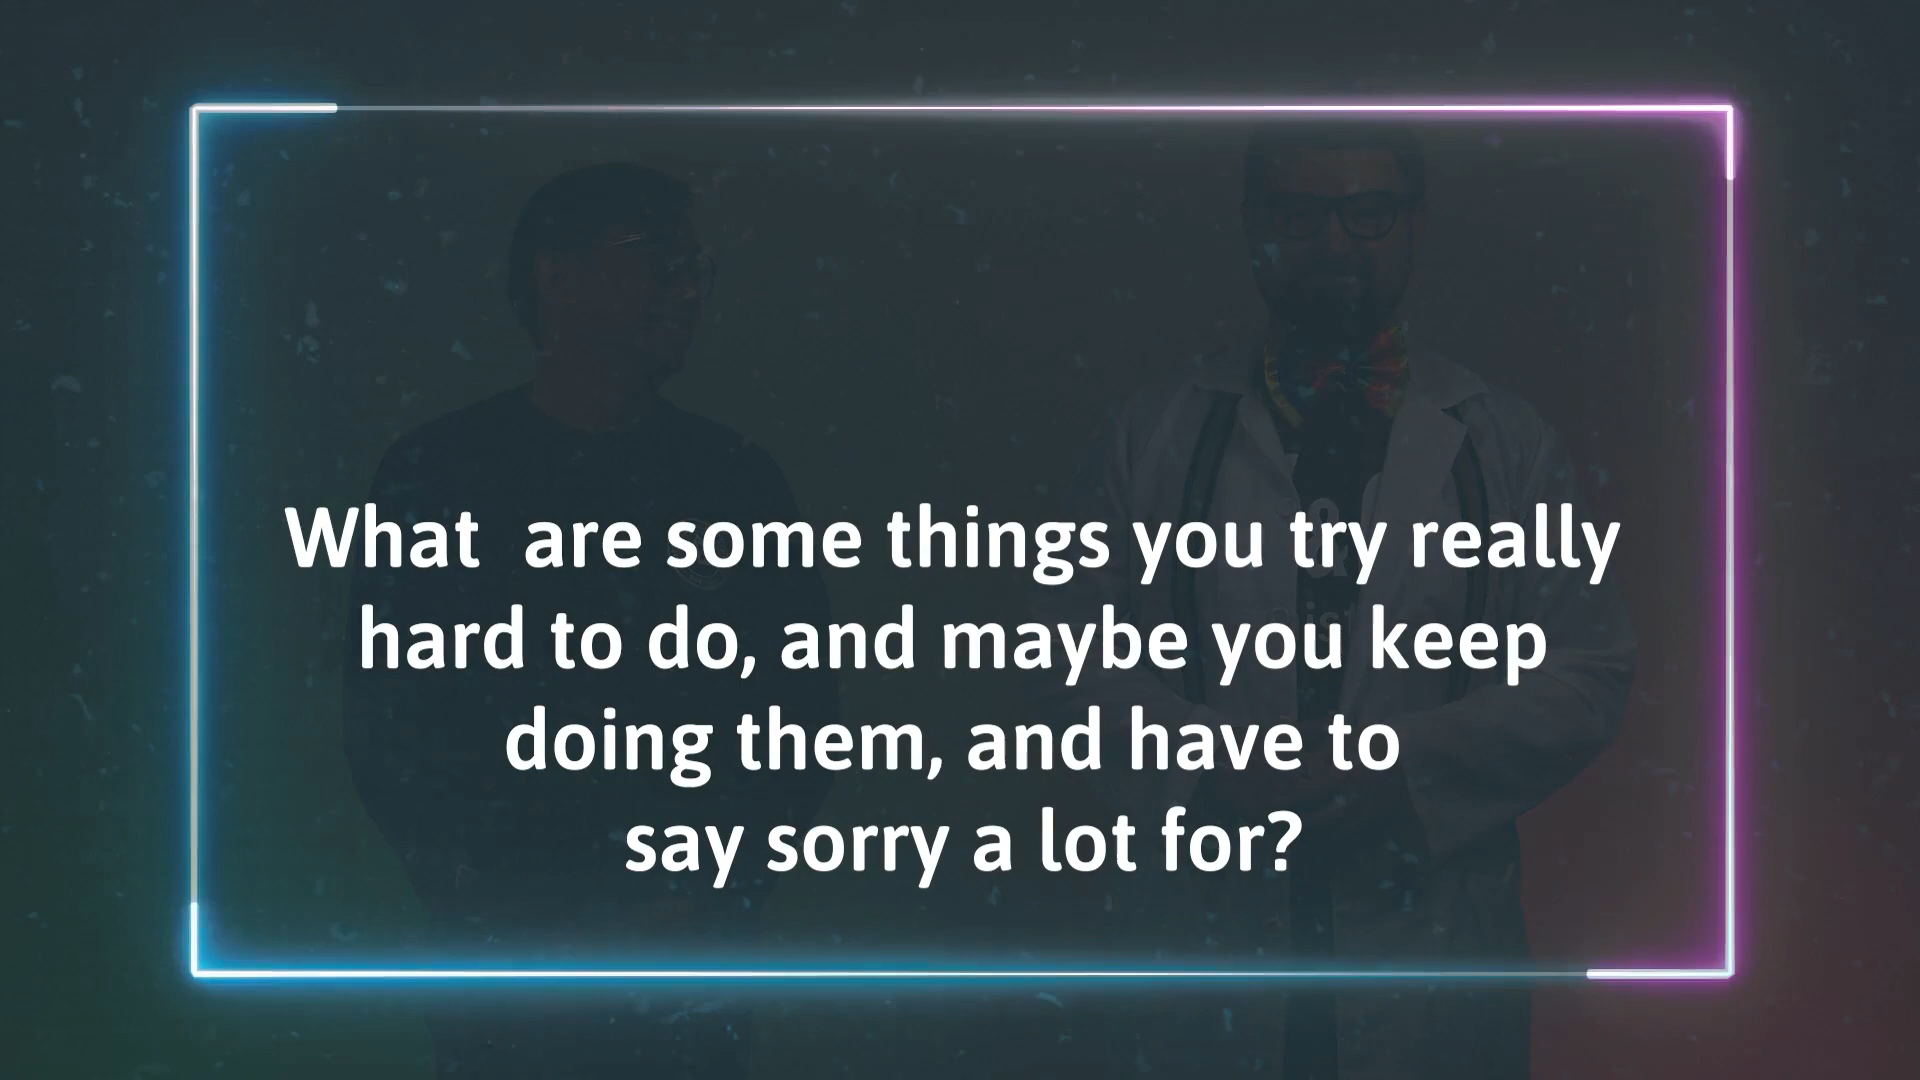 What  are some things you try really
hard to do, and maybe you keep
doing them, and have to
say sorry a lot for?